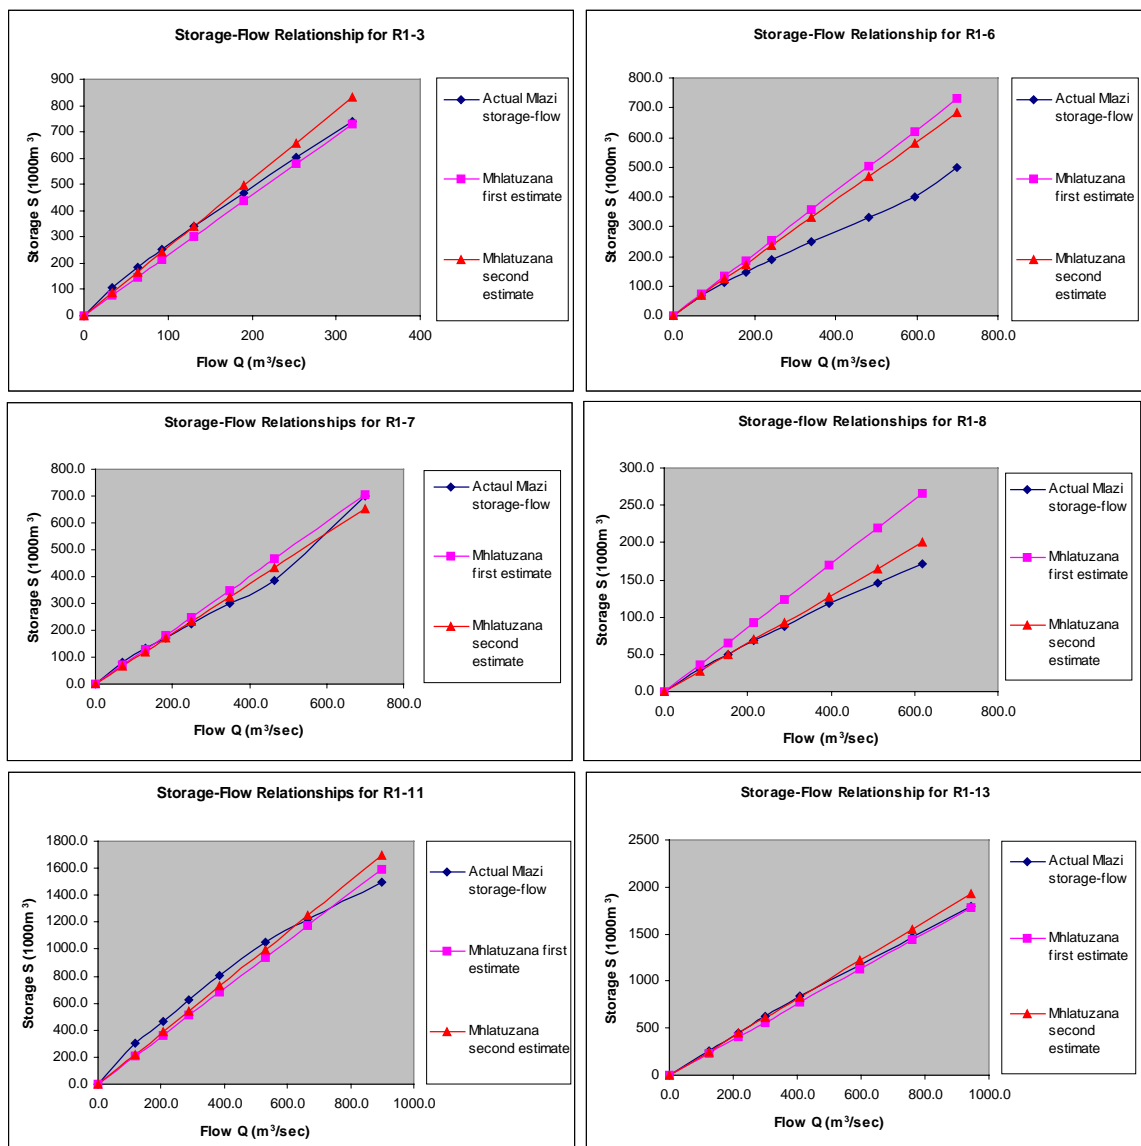 Storage-Flow Relationship for R1-3
900
800
700
600
500
400
300
200
100
0
0 100 200 300 400
Storage S (1000m³)
Flow Q (m³/sec)
Actual Mlazi
storage-flow
Mhlatuzana
first estimate
Mhlatuzana
second
estimate
Storage-Flow Relationship for R1-6
800.0
700.0
600.0
500.0
400.0
300.0
200.0
100.0
0.0
0.0 200.0 400.0 600.0 800.0
Storage S (1000m³)
Flow Q (m³/sec)
Actual Mlazi
storage-flow
Mhlatuzana
first estimate
Mhlatuzana
second
estimate
Storage-Flow Relationships for R1-7
800.0
700.0
600.0
500.0
400.0
300.0
200.0
100.0
0.0
0.0 200.0 400.0 600.0 800.0
Storage S (1000m³)
Flow Q (m³/sec)
Actaul Mlazi
storage-flow
Mhlatuzana
first estimate
Mhlatuzana
second
estimate
Storage-flow Relationships for R1-8
300.0
250.0
200.0
150.0
100.0
50.0
0.0
0.0 200.0 400.0 600.0 800.0
Storage S (1000m³)
Flow (m³/sec)
Actual Mlazi
storage-flow
Mhlatuzana
first estimate
Mhlatuzana
second
estimate
Storage-Flow Relationships for R1-11
1800.0
1600.0
1400.0
1200.0
1000.0
800.0
600.0
400.0
200.0
0.0
0.0 200.0 400.0 600.0 800.0 1000.0
Storage S (1000m³)
Flow Q (m³/sec)
Actual Mlazi
storage-flow
Mhlatuzana first
estimate
Mhlatuzana
second estimate
Storage-Flow Relationship for R1-13
2500
2000
1500
1000
500
0
0.0 200.0 400.0 600.0 800.0 1000.0
Storage S (1000m³)
Flow Q (m³/sec)
Actual Mlazi
storage-flow
Mhlatuzana
first estimate
Mhlatuzana
second
estimate